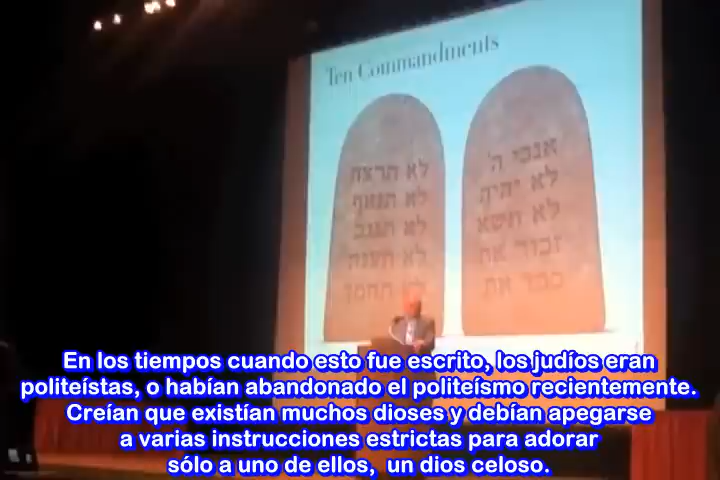 Ten Commandments
אנכי ה'
לא יהיה
לא תשא
זכור את
כבד את
לא תרצח
לא תנאף
לא תגנב
לא תענה
לא תחמד
En los tiempos cuando esto fue escrito, los judíos eran
politeístas, o habían abandonado el politeísmo recientemente.
Creían que existían muchos dioses y debían apegarse
a varias instrucciones estrictas para adorar
sólo a uno de ellos, un dios celoso.